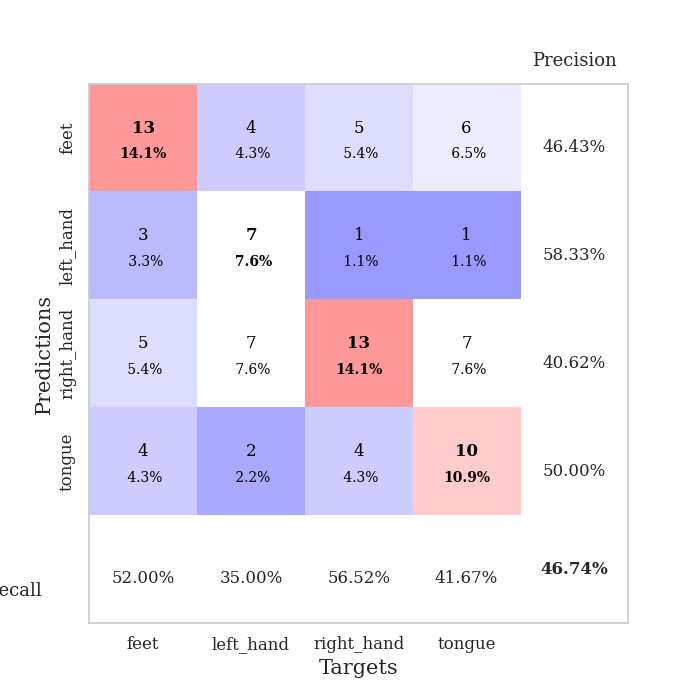 Precision
feet
13 4 5 6
14.1% 4.3% 5.4% 6.5%
46.43%
left_hand
3 7 1 1
3.3% 7.6% 1.1% 1.1%
58.33%
Predictions
right_hand
5 7 13 7
5.4% 7.6% 14.1% 7.6%
40.62%
tongue
4 2 4 10
4.3% 2.2% 4.3% 10.9%
50.00%
ecall
52.00% 35.00% 56.52% 41.67% 46.74%
feet left_hand right_hand tongue
Targets